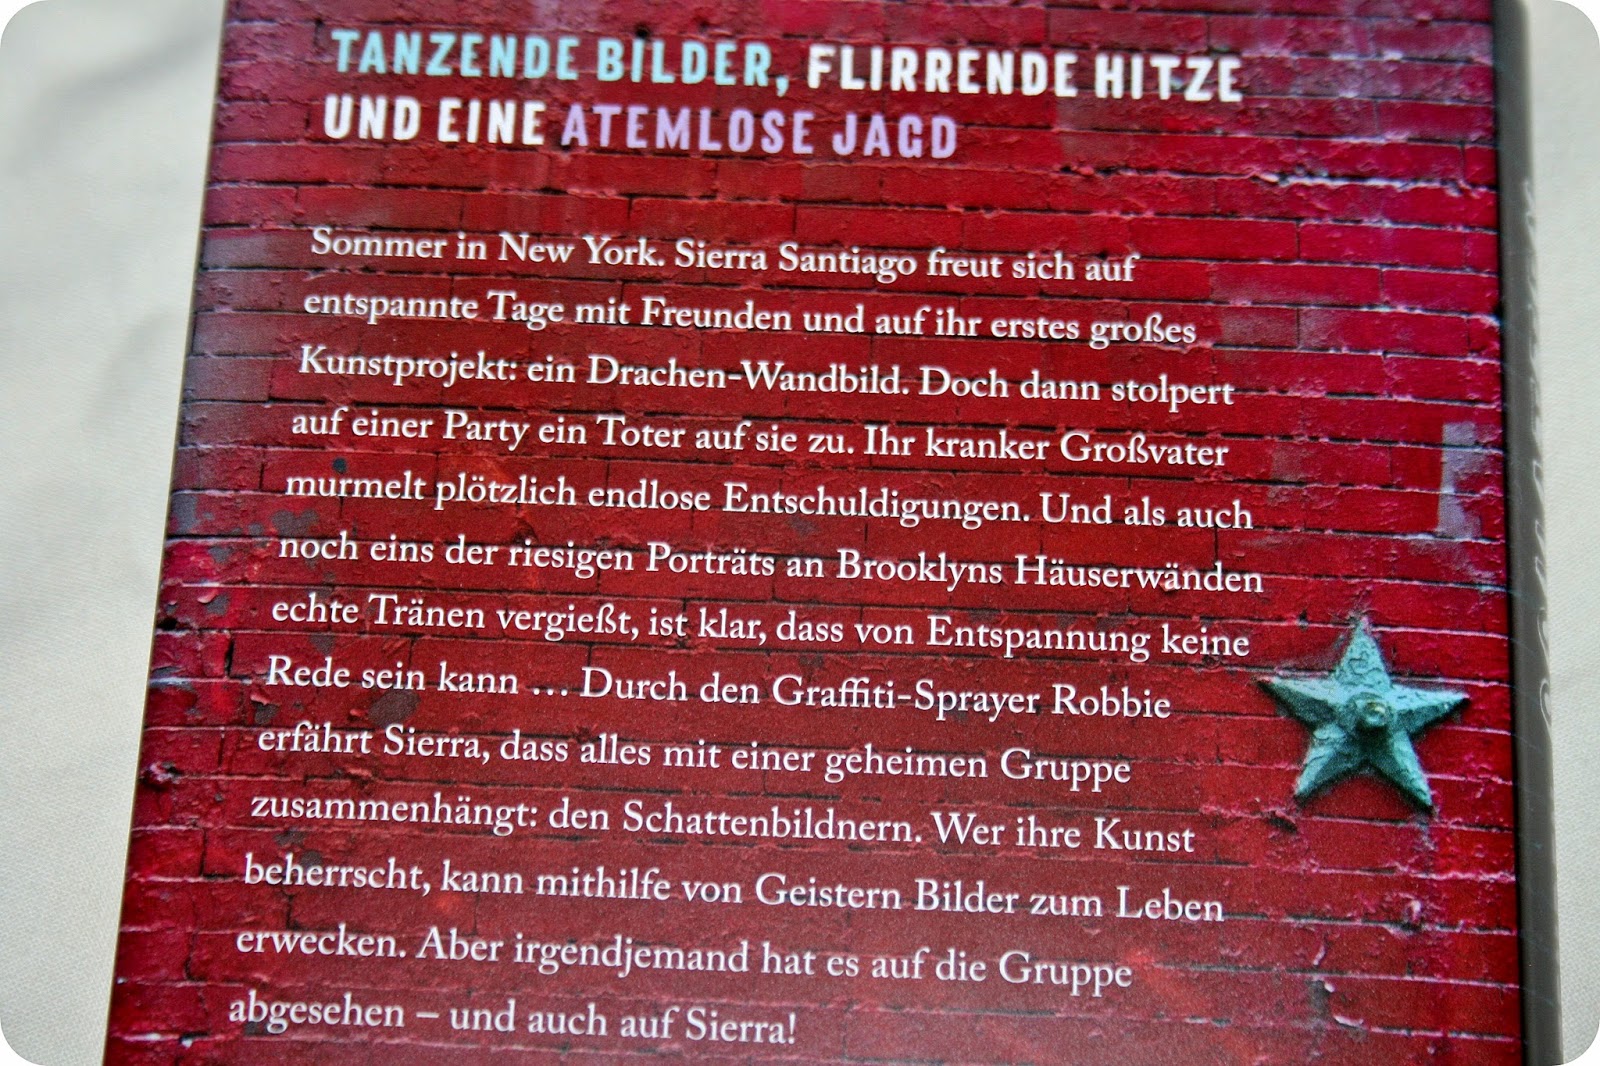 TANZENDE BILDER, FLIRRENDE HITZE
UND EINE ATEMLOSE JAGD
Sommer in New York. Sierra Santiago freut sich auf
entspannte Tage mit Freunden und auf ihr erstes großes
Kunstprojekt: ein Drachen-Wandbild. Doch dann stolpert
auf einer Party ein Toter auf sie zu. Ihr kranker Großvater
murmelt plötzlich endlose Entschuldigungen. Und als auch
noch eins der riesigen Porträts an Brooklyns Häuserwänden
echte Tränen vergießt, ist klar, dass von Entspannung keine
Rede sein kann … Durch den Graffiti-Sprayer Robbie
erfährt Sierra, dass alles mit einer geheimen Gruppe
zusammenhängt: den Schattenbildnern. Wer ihre Kunst
beherrscht, kann mithilfe von Geistern Bilder zum Leben
erwecken. Aber irgendjemand hat es auf die Gruppe
abgesehen – und auch auf Sierra!